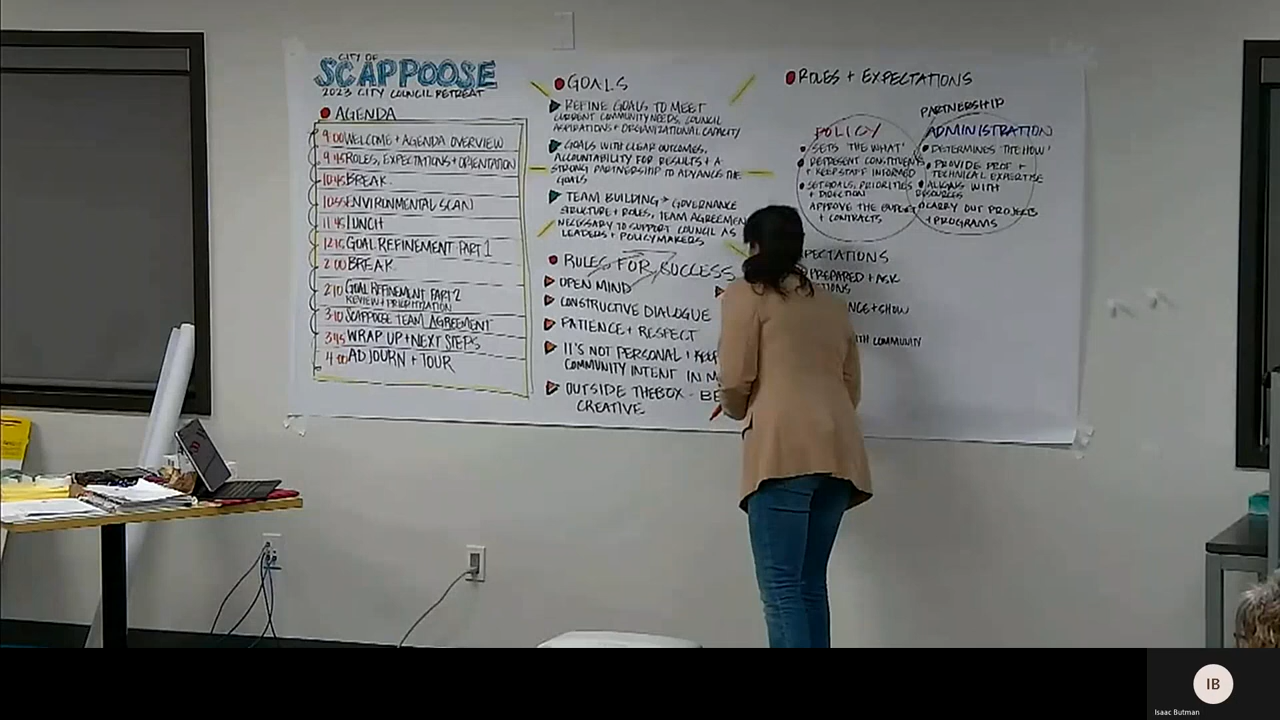 CITY OF
SCAPPOOSE
2023 CITY COUNCIL RETREAT
AGENDA
9:00 WELCOME + AGENDA OVERVIEW
9:45 ROLES, EXPECTATIONS + ORIENTATION
10:45 BREAK
10:55 ENVIRONMENTAL SCAN
11:45 LUNCH
12:15 GOAL REFINEMENT PART 1
2:00 BREAK
2:10 GOAL REFINEMENT PART 2
REVIEW + PRIORITIZATION
3:10 SCAPPOOSE TEAM AGREEMENT
3:45 WRAP UP + NEXT STEPS
4:00 ADJOURN + TOUR
GOALS
REFINE GOALS TO MEET
CURRENT COMMUNITY NEEDS, COUNCIL
ASPIRATIONS + ORGANIZATIONAL CAPACITY
GOALS WITH CLEAR OUTCOMES,
ACCOUNTABILITY FOR RESULTS + A
STRONG PARTNERSHIP TO ADVANCE THE
GOALS
TEAM BUILDING → GOVERNANCE
STRUCTURE + ROLES, TEAM AGREEMEN
NECESSARY TO SUPPORT COUNCIL AS
LEADERS + POLICYMAKERS
RULES FOR SUCCESS
OPEN MIND
CONSTRUCTIVE DIALOGUE
PATIENCE + RESPECT
IT'S NOT PERSONAL! KEEP
COMMUNITY INTENT IN M
OUTSIDE THE BOX - BE
CREATIVE
ROLES + EXPECTATIONS
PARTNERSHIP
POLICY
SETS 'THE WHAT'
REPRESENT CONSTITUENTS
+ KEEP STAFF INFORMED
SET GOALS, PRIORITIES
+ DIRECTION
APPROVE THE BUDGET
+ CONTRACTS
ADMINISTRATION
DETERMINES 'THE HOW'
PROVIDE PROF +
TECHNICAL EXPERTISE
ALIGNS WITH
RESOURCES
CARRY OUT PROJECTS
+ PROGRAMS
PECTATIONS
PREPARED + ASK
TIONS
NCE + SHOW
ITH COMMUNITY
IB
Isaac Butman